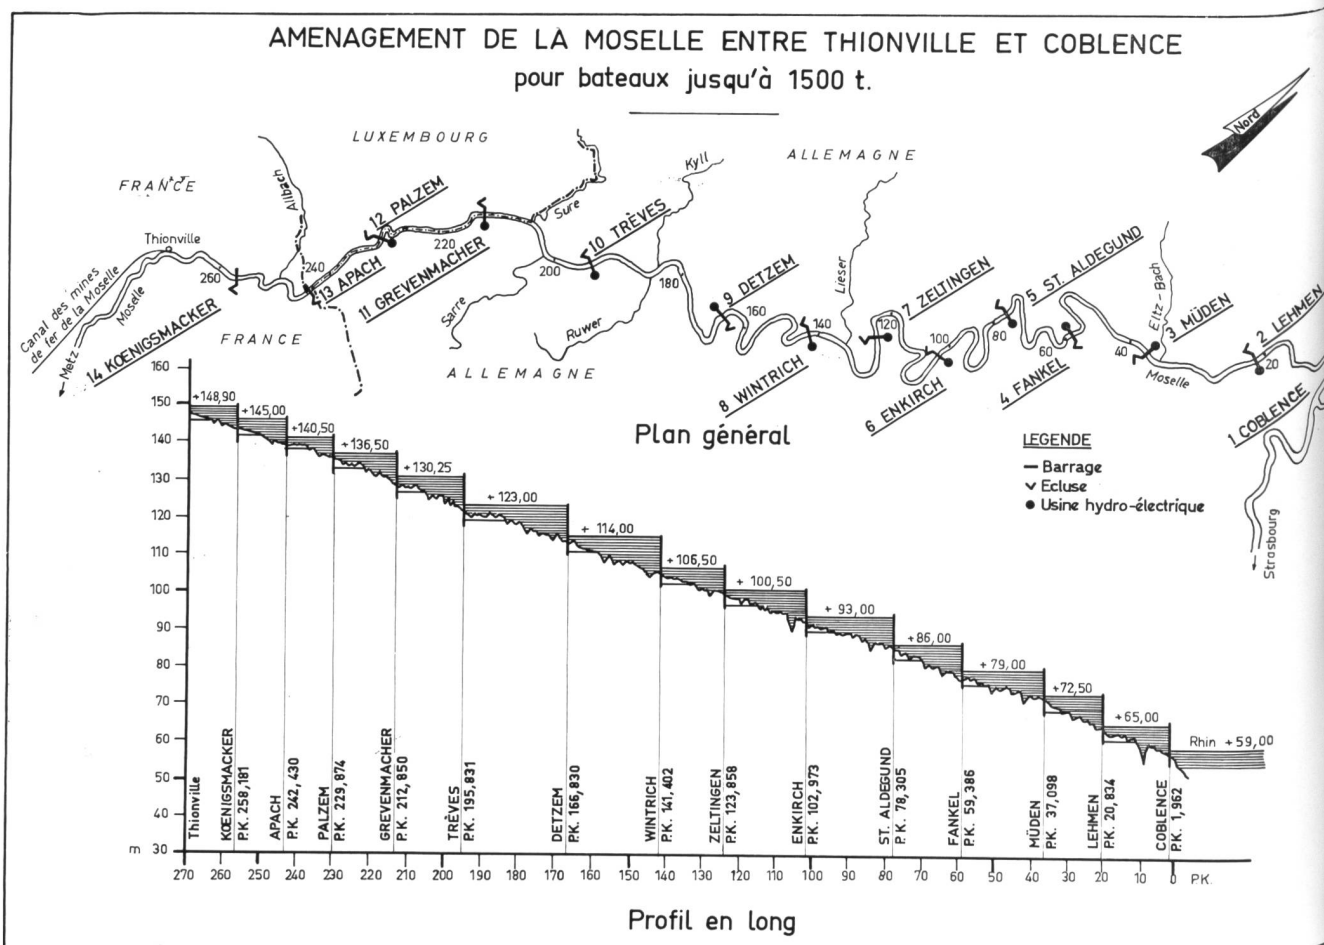 AMENAGEMENT DE LA MOSELLE ENTRE THIONVILLE ET COBLENCE
pour bateaux jusqu'à 1500 t.
Nord
LUXEMBOURG
ALLEMAGNE
FRANCE
Kyll
Allbach
Sure
12 PALZEM
10 TRÈVES
Thionville
220
240
260
200
180
13 APACH
11 GREVENMACHER
9 DETZEM
5 ST. ALDEGUND
7 ZELTINGEN
Lieser
Eltz-Bach
3 MÜDEN
2 LEHMEN
Canal des mines
de fer de la Moselle
Moselle
Metz
14 KŒNIGSMACKER
FRANCE
Sarre
Ruwer
ALLEMAGNE
160
140
120
100
80
60
40
20
8 WINTRICH
6 ENKIRCH
4 FANKEL
Moselle
1 COBLENCE
Strasbourg
Plan général
LEGENDE
Barrage
Ecluse
Usine hydro-électrique
160
150
140
130
120
110
100
90
80
70
60
50
40
m 30
+148,90
+145,00
+140,50
+136,50
+130,25
+123,00
+114,00
+106,50
+100,50
+93,00
+86,00
+79,00
+72,50
+65,00
Rhin +59,00
Thionville
KŒNIGSMACKER
P.K. 258,181
APACH
P.K. 242,430
PALZEM
P.K. 229,874
GREVENMACHER
P.K. 212,850
TRÈVES
P.K. 195,831
DETZEM
P.K. 166,830
WINTRICH
P.K. 141,402
ZELTINGEN
P.K. 123,858
ENKIRCH
P.K. 102,973
ST. ALDEGUND
P.K. 78,305
FANKEL
P.K. 59,386
MÜDEN
P.K. 37,098
LEHMEN
P.K. 20,834
COBLENCE
P.K. 1,962
270 260 250 240 230 220 210 200 190 180 170 160 150 140 130 120 110 100 90 80 70 60 50 40 30 20 10 0 P.K.
Profil en long